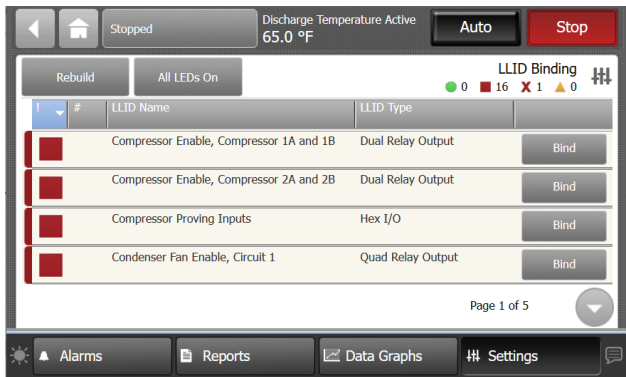 Stopped
Discharge Temperature Active
65.0 °F
Auto
Stop
Rebuild
All LEDs On
LLID Binding
0 16 X 1 0
! # LLID Name LLID Type
Compressor Enable, Compressor 1A and 1B Dual Relay Output Bind
Compressor Enable, Compressor 2A and 2B Dual Relay Output Bind
Compressor Proving Inputs Hex I/O Bind
Condenser Fan Enable, Circuit 1 Quad Relay Output Bind
Page 1 of 5
Alarms Reports Data Graphs Settings